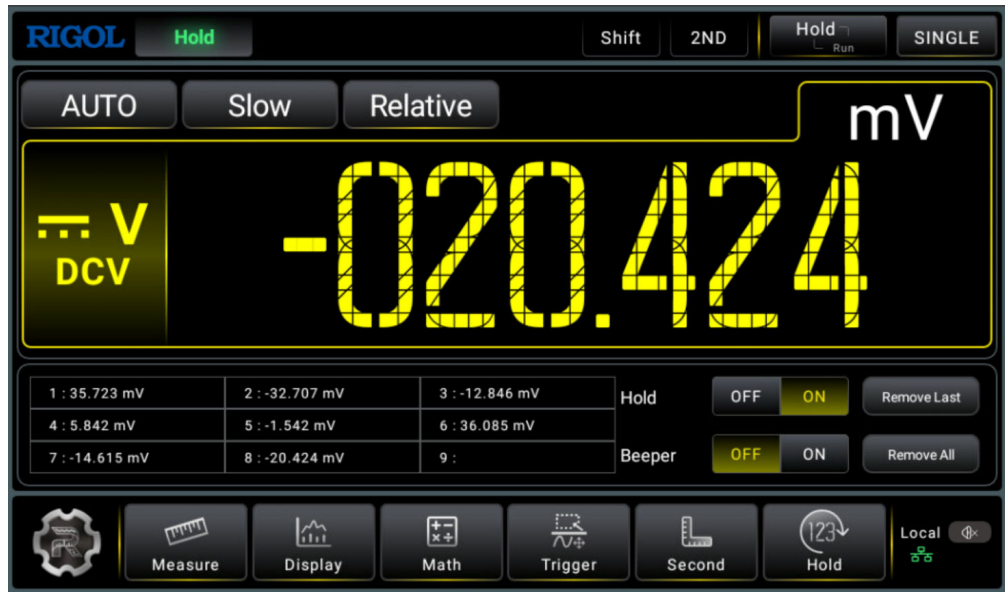 RIGOL Hold Shift 2ND Hold Run SINGLE
AUTO Slow Relative mV
V -020.424
DCV
1 : 35.723 mV 2 : -32.707 mV 3 : -12.846 mV Hold OFF ON Remove Last
4 : 5.842 mV 5 : -1.542 mV 6 : 36.085 mV
7 : -14.615 mV 8 : -20.424 mV 9 : Beeper OFF ON Remove All
R 123 Local
Measure Display Math Trigger Second Hold